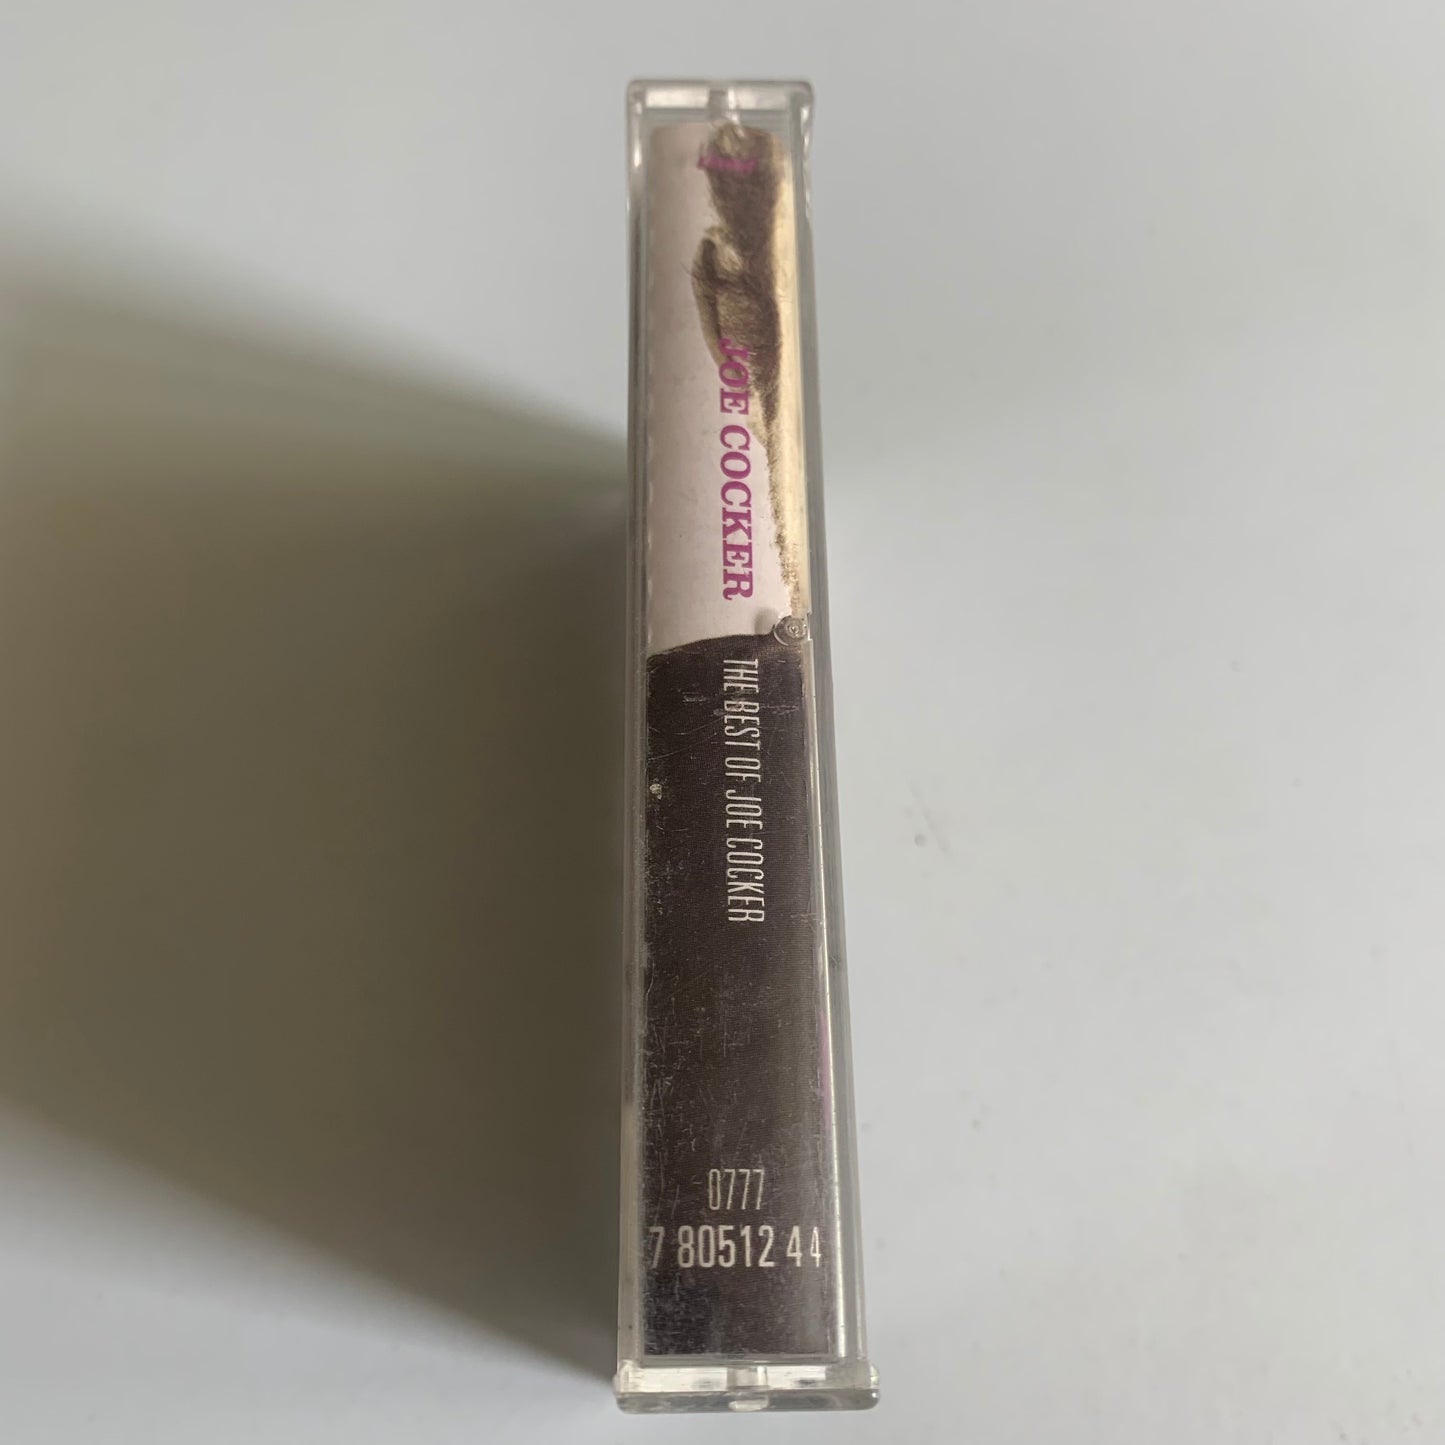 JOE COCKER
THE BEST OF JOE COCKER
0777
7 80512 44